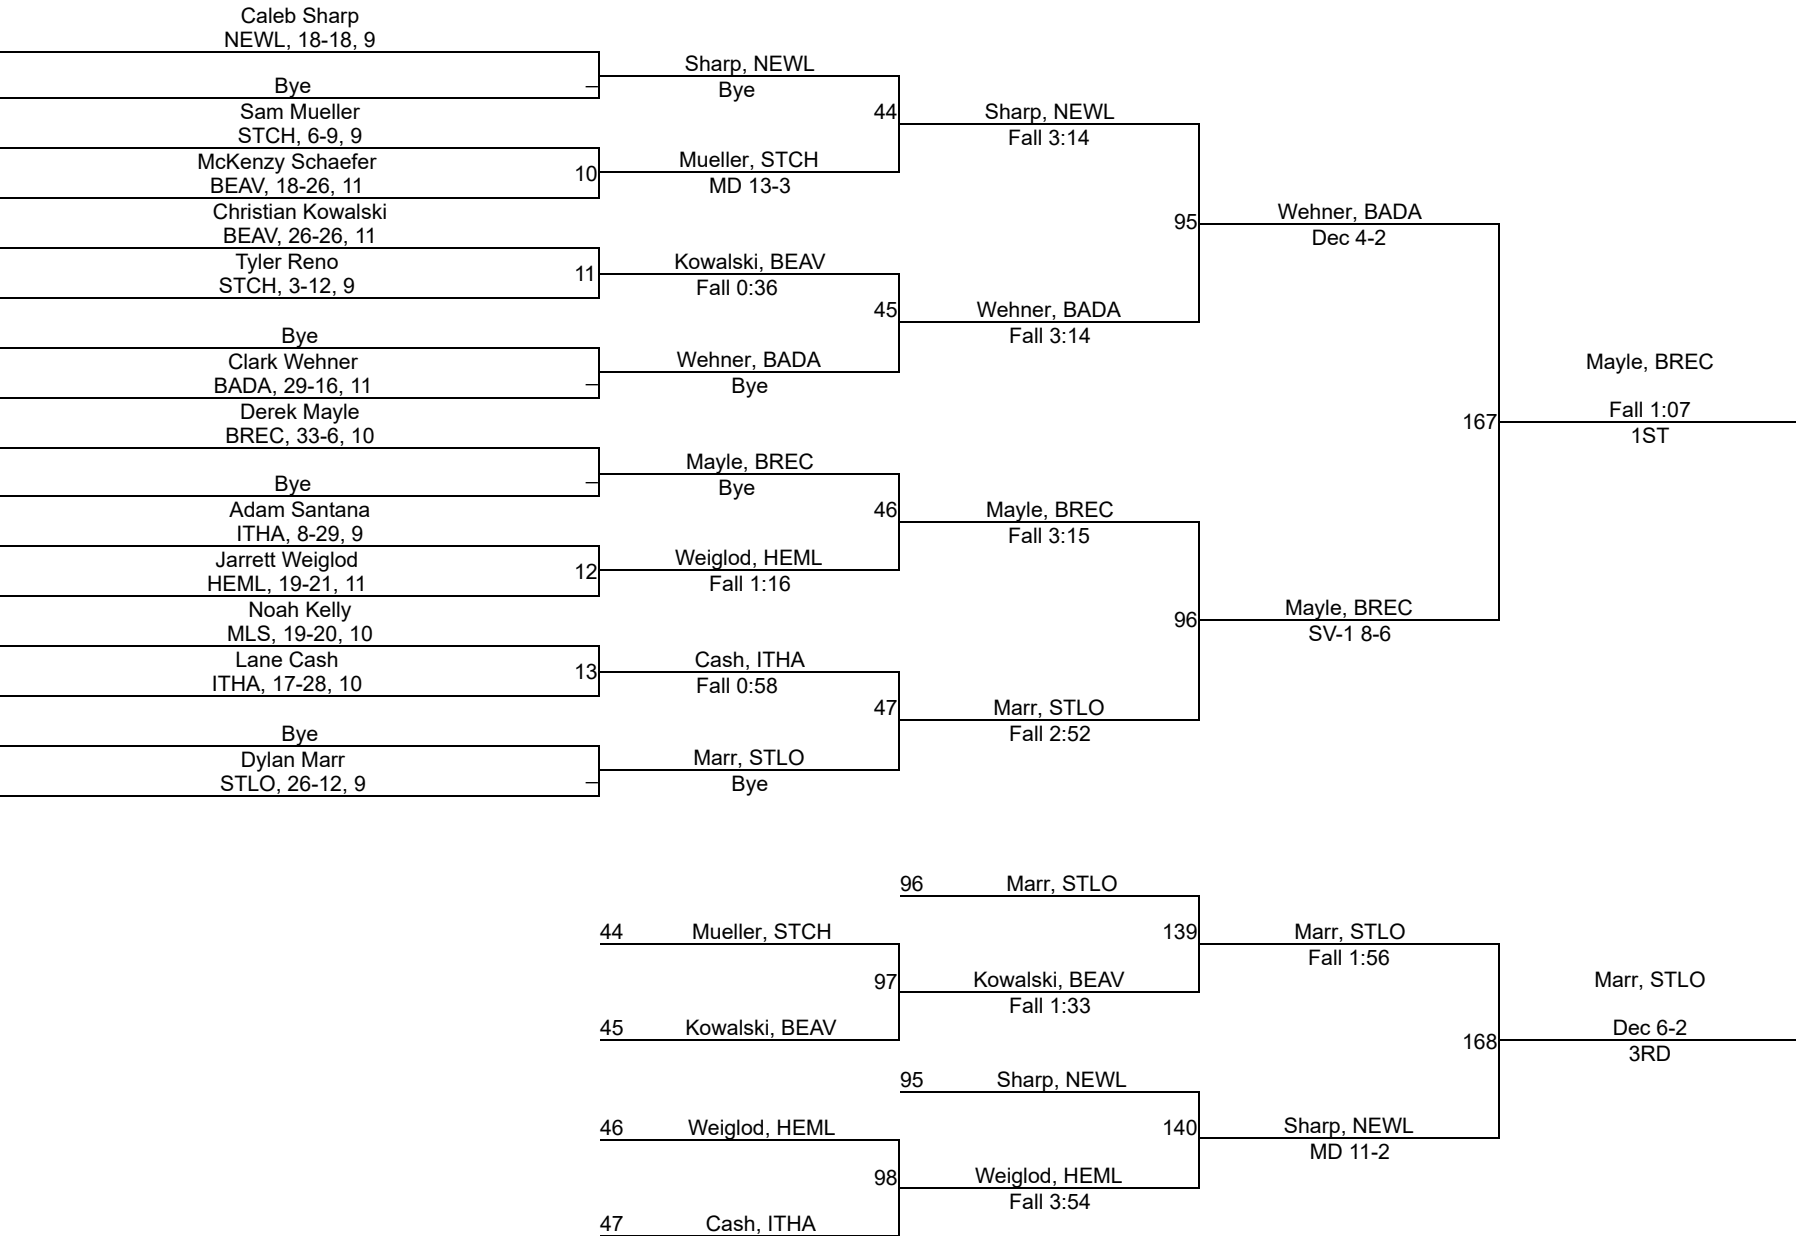 Caleb Sharp
NEWL, 18-18, 9
Bye
Sam Mueller
STCH, 6-9, 9
McKenzy Schaefer
BEAV, 18-26, 11
10
Christian Kowalski
BEAV, 26-26, 11
Tyler Reno
STCH, 3-12, 9
11
Bye
Clark Wehner
BADA, 29-16, 11
Derek Mayle
BREC, 33-6, 10
Bye
Adam Santana
ITHA, 8-29, 9
Jarrett Weiglod
HEML, 19-21, 11
12
Noah Kelly
MLS, 19-20, 10
Lane Cash
ITHA, 17-28, 10
13
Bye
Dylan Marr
STLO, 26-12, 9
Sharp, NEWL
Bye
44
Mueller, STCH
MD 13-3
Kowalski, BEAV
Fall 0:36
45
Wehner, BADA
Bye
Mayle, BREC
Bye
46
Weiglod, HEML
Fall 1:16
Cash, ITHA
Fall 0:58
47
Marr, STLO
Bye
Sharp, NEWL
Fall 3:14
95
Wehner, BADA
Fall 3:14
Mayle, BREC
Fall 3:15
96
Marr, STLO
Fall 2:52
Wehner, BADA
Dec 4-2
167
Mayle, BREC
SV-1 8-6
Mayle, BREC
Fall 1:07
1ST
96 Marr, STLO
44 Mueller, STCH
139
97
Kowalski, BEAV
Fall 1:33
45 Kowalski, BEAV
Marr, STLO
Fall 1:56
95 Sharp, NEWL
46 Weiglod, HEML
140
98
Weiglod, HEML
Fall 3:54
47 Cash, ITHA
Sharp, NEWL
MD 11-2
168
Marr, STLO
Dec 6-2
3RD